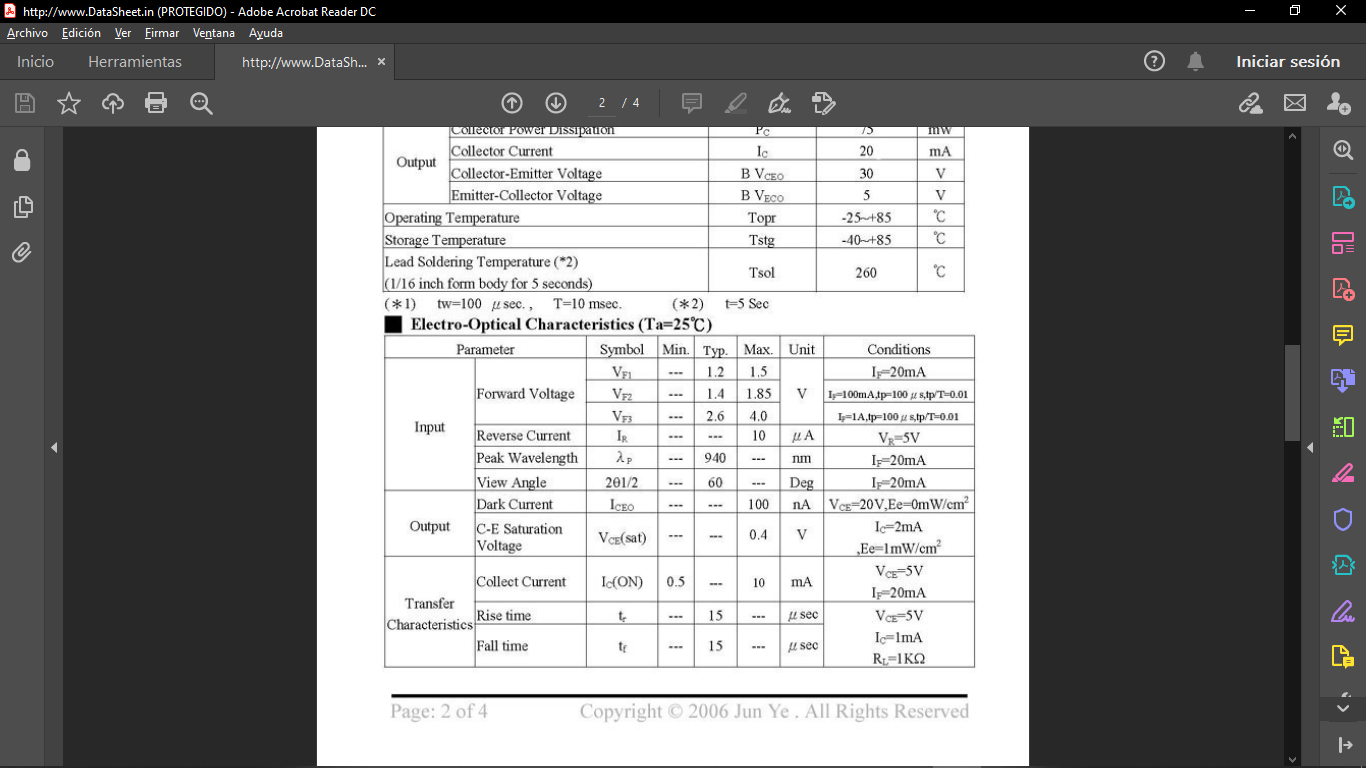 http://www.DataSheet.in (PROTEGIDO) - Adobe Acrobat Reader DC
Archivo Edición Ver Firmar Ventana Ayuda
Inicio Herramientas http://www.DataSh... × Iniciar sesión
2 / 4
Collector Power Dissipation PC 75 mW
Output
Collector Current IC 20 mA
Collector-Emitter Voltage B VCEO 30 V
Emitter-Collector Voltage B VECO 5 V
Operating Temperature Topr -25~+85 ℃
Storage Temperature Tstg -40~+85 ℃
Lead Soldering Temperature (*2)
(1/16 inch form body for 5 seconds) Tsol 260 ℃
(*1) tw=100 μsec. , T=10 msec. (*2) t=5 Sec
■ Electro-Optical Characteristics (Ta=25℃)
Parameter Symbol Min. Typ. Max. Unit Conditions
Input
Forward Voltage
VF1 --- 1.2 1.5 IF=20mA
VF2 --- 1.4 1.85 V IF=100mA,tp=100 μs,tp/T=0.01
VF3 --- 2.6 4.0 IF=1A,tp=100 μs,tp/T=0.01
Reverse Current IR --- --- 10 μA VR=5V
Peak Wavelength λP --- 940 --- nm IF=20mA
View Angle 2θ1/2 --- 60 --- Deg IF=20mA
Output
Dark Current ICEO --- --- 100 nA VCE=20V,Ee=0mW/cm²
C-E Saturation
Voltage VCE(sat) --- --- 0.4 V IC=2mA
,Ee=1mW/cm²
Transfer
Characteristics
Collect Current IC(ON) 0.5 --- 10 mA VCE=5V
IF=20mA
Rise time tr --- 15 --- μsec VCE=5V
IC=1mA
Fall time tf --- 15 --- μsec RL=1KΩ
Page: 2 of 4 Copyright © 2006 Jun Ye . All Rights Reserved